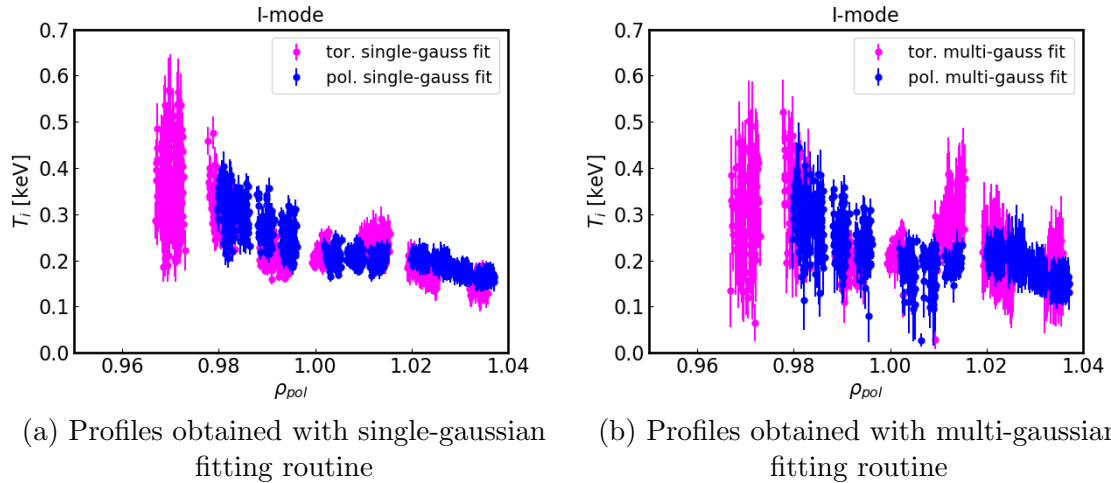 I-mode
0.7
0.6
0.5
0.4
0.3
0.2
0.1
0.0
T_i [keV]
tor. single-gauss fit
pol. single-gauss fit
0.96 0.98 1.00 1.02 1.04
ρ_pol
(a) Profiles obtained with single-gaussian
fitting routine
I-mode
0.7
0.6
0.5
0.4
0.3
0.2
0.1
0.0
T_i [keV]
tor. multi-gauss fit
pol. multi-gauss fit
0.96 0.98 1.00 1.02 1.04
ρ_pol
(b) Profiles obtained with multi-gaussian
fitting routine